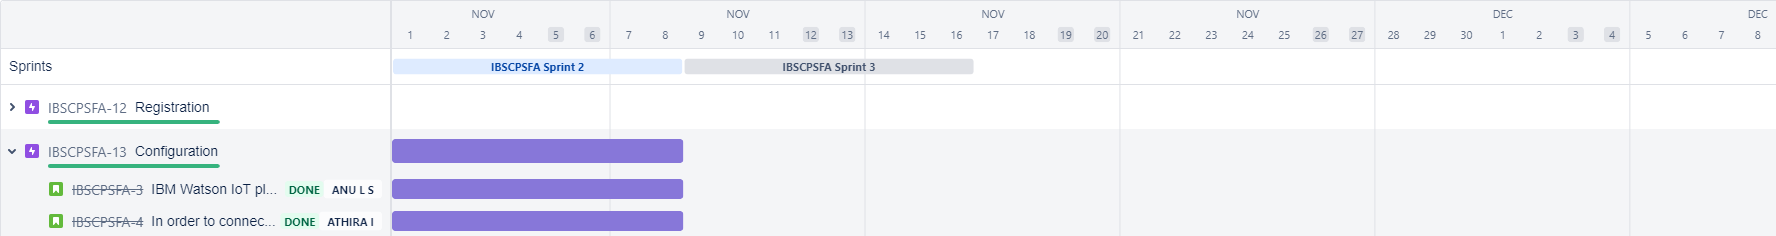 NOV NOV NOV NOV DEC DEC
1 2 3 4 5 6 7 8 9 10 11 12 13 14 15 16 17 18 19 20 21 22 23 24 25 26 27 28 29 30 1 2 3 4 5 6 7 8
Sprints IBSCPSFA Sprint 2 IBSCPSFA Sprint 3
IBSCPSFA-12 Registration
IBSCPSFA-13 Configuration
IBSCPSFA-3 IBM Watson IoT pl... DONE ANU L S
IBSCPSFA-4 In order to connec... DONE ATHIRA I